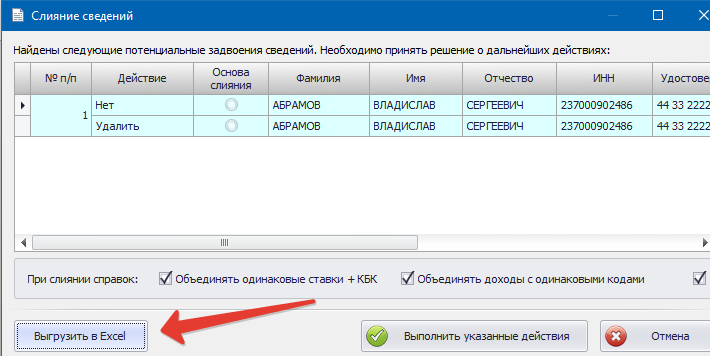 Слияние сведений
Найдены следующие потенциальные задвоения сведений. Необходимо принять решение о дальнейших действиях:
№ п/п Действие Основа слияния Фамилия Имя Отчество ИНН Удостове
1 Нет АБРАМОВ ВЛАДИСЛАВ СЕРГЕЕВИЧ 237000902486 44 33 2222
Удалить АБРАМОВ ВЛАДИСЛАВ СЕРГЕЕВИЧ 237000902486 44 33 2222
При слиянии справок: Объединять одинаковые ставки + КБК Объединять доходы с одинаковыми кодами
Выгрузить в Excel Выполнить указанные действия Отмена